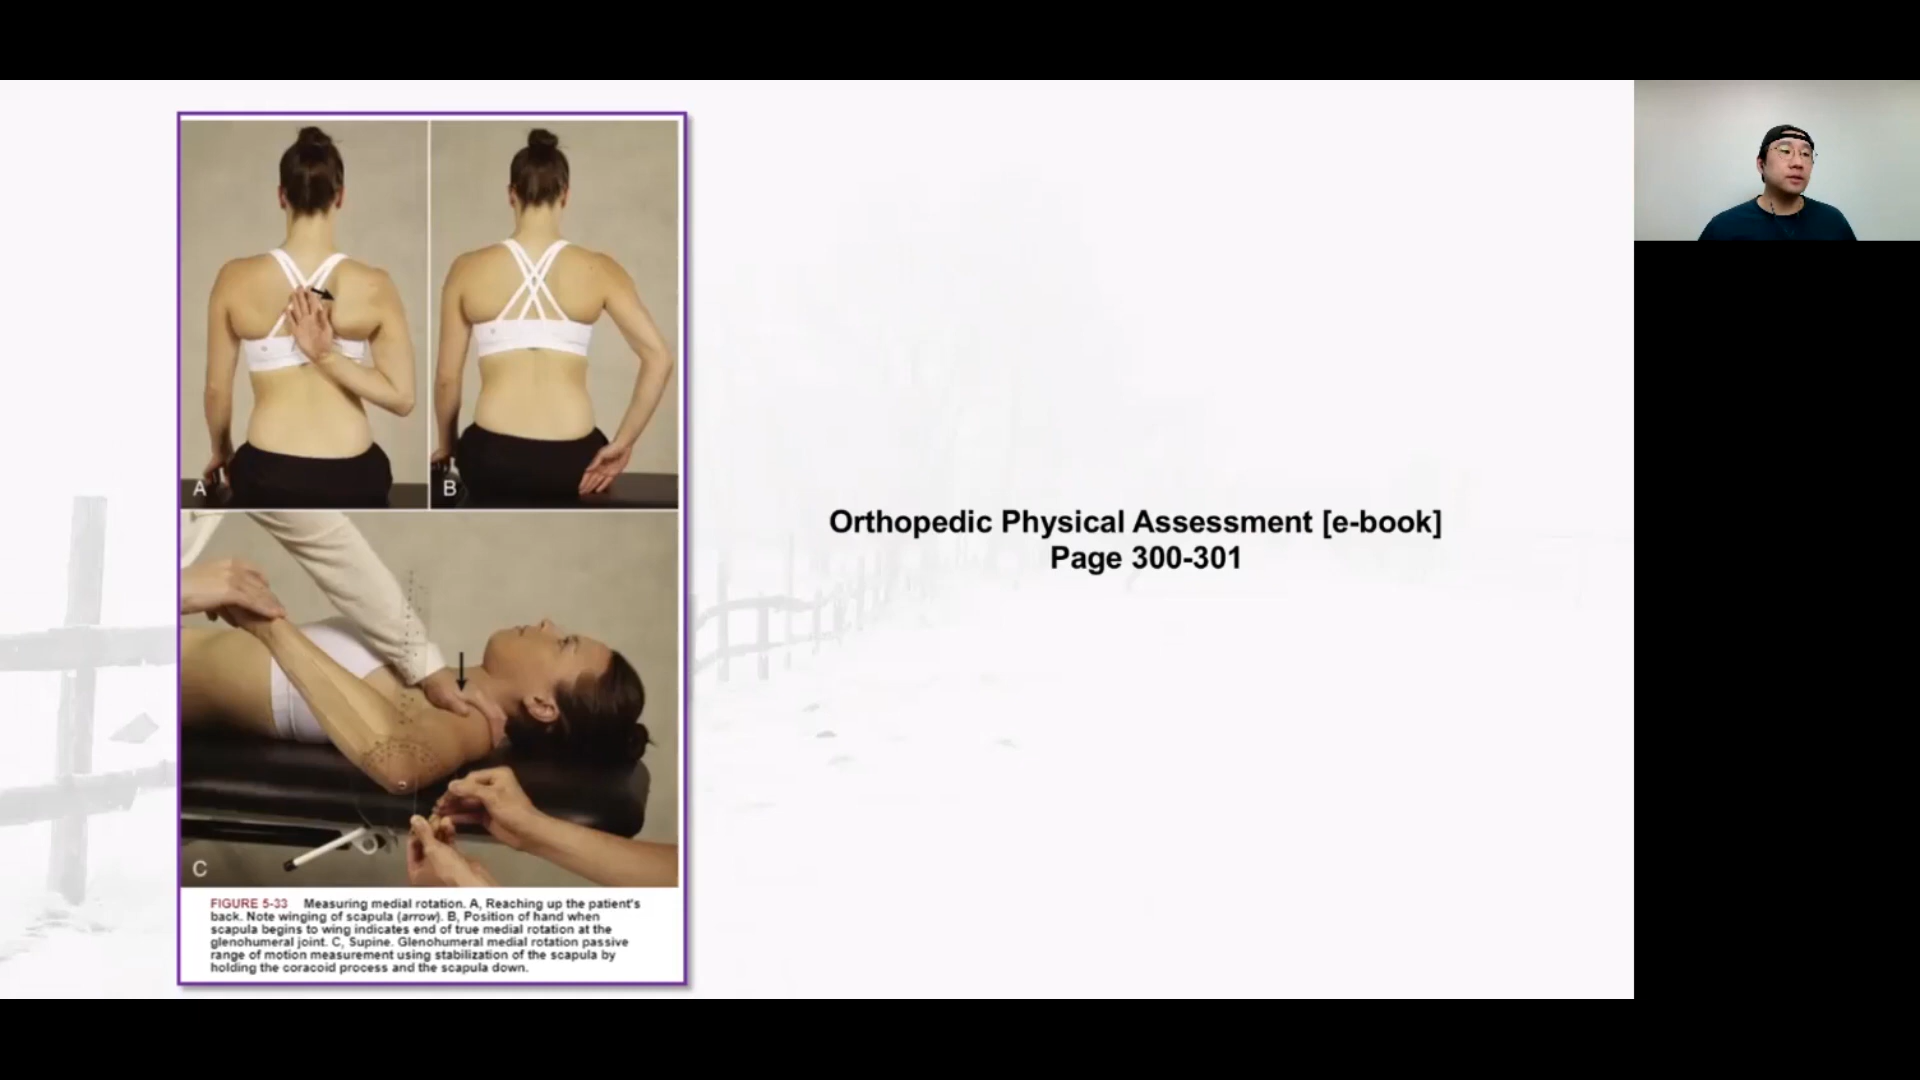 A
B
C
FIGURE 5-33 Measuring medial rotation. A, Reaching up the patient's
back. Note winging of scapula (arrow). B, Position of hand when
scapula begins to wing indicates end of true medial rotation at the
glenohumeral joint. C, Supine. Glenohumeral medial rotation passive
range of motion measurement using stabilization of the scapula by
holding the coracoid process and the scapula down.
Orthopedic Physical Assessment [e-book]
Page 300-301